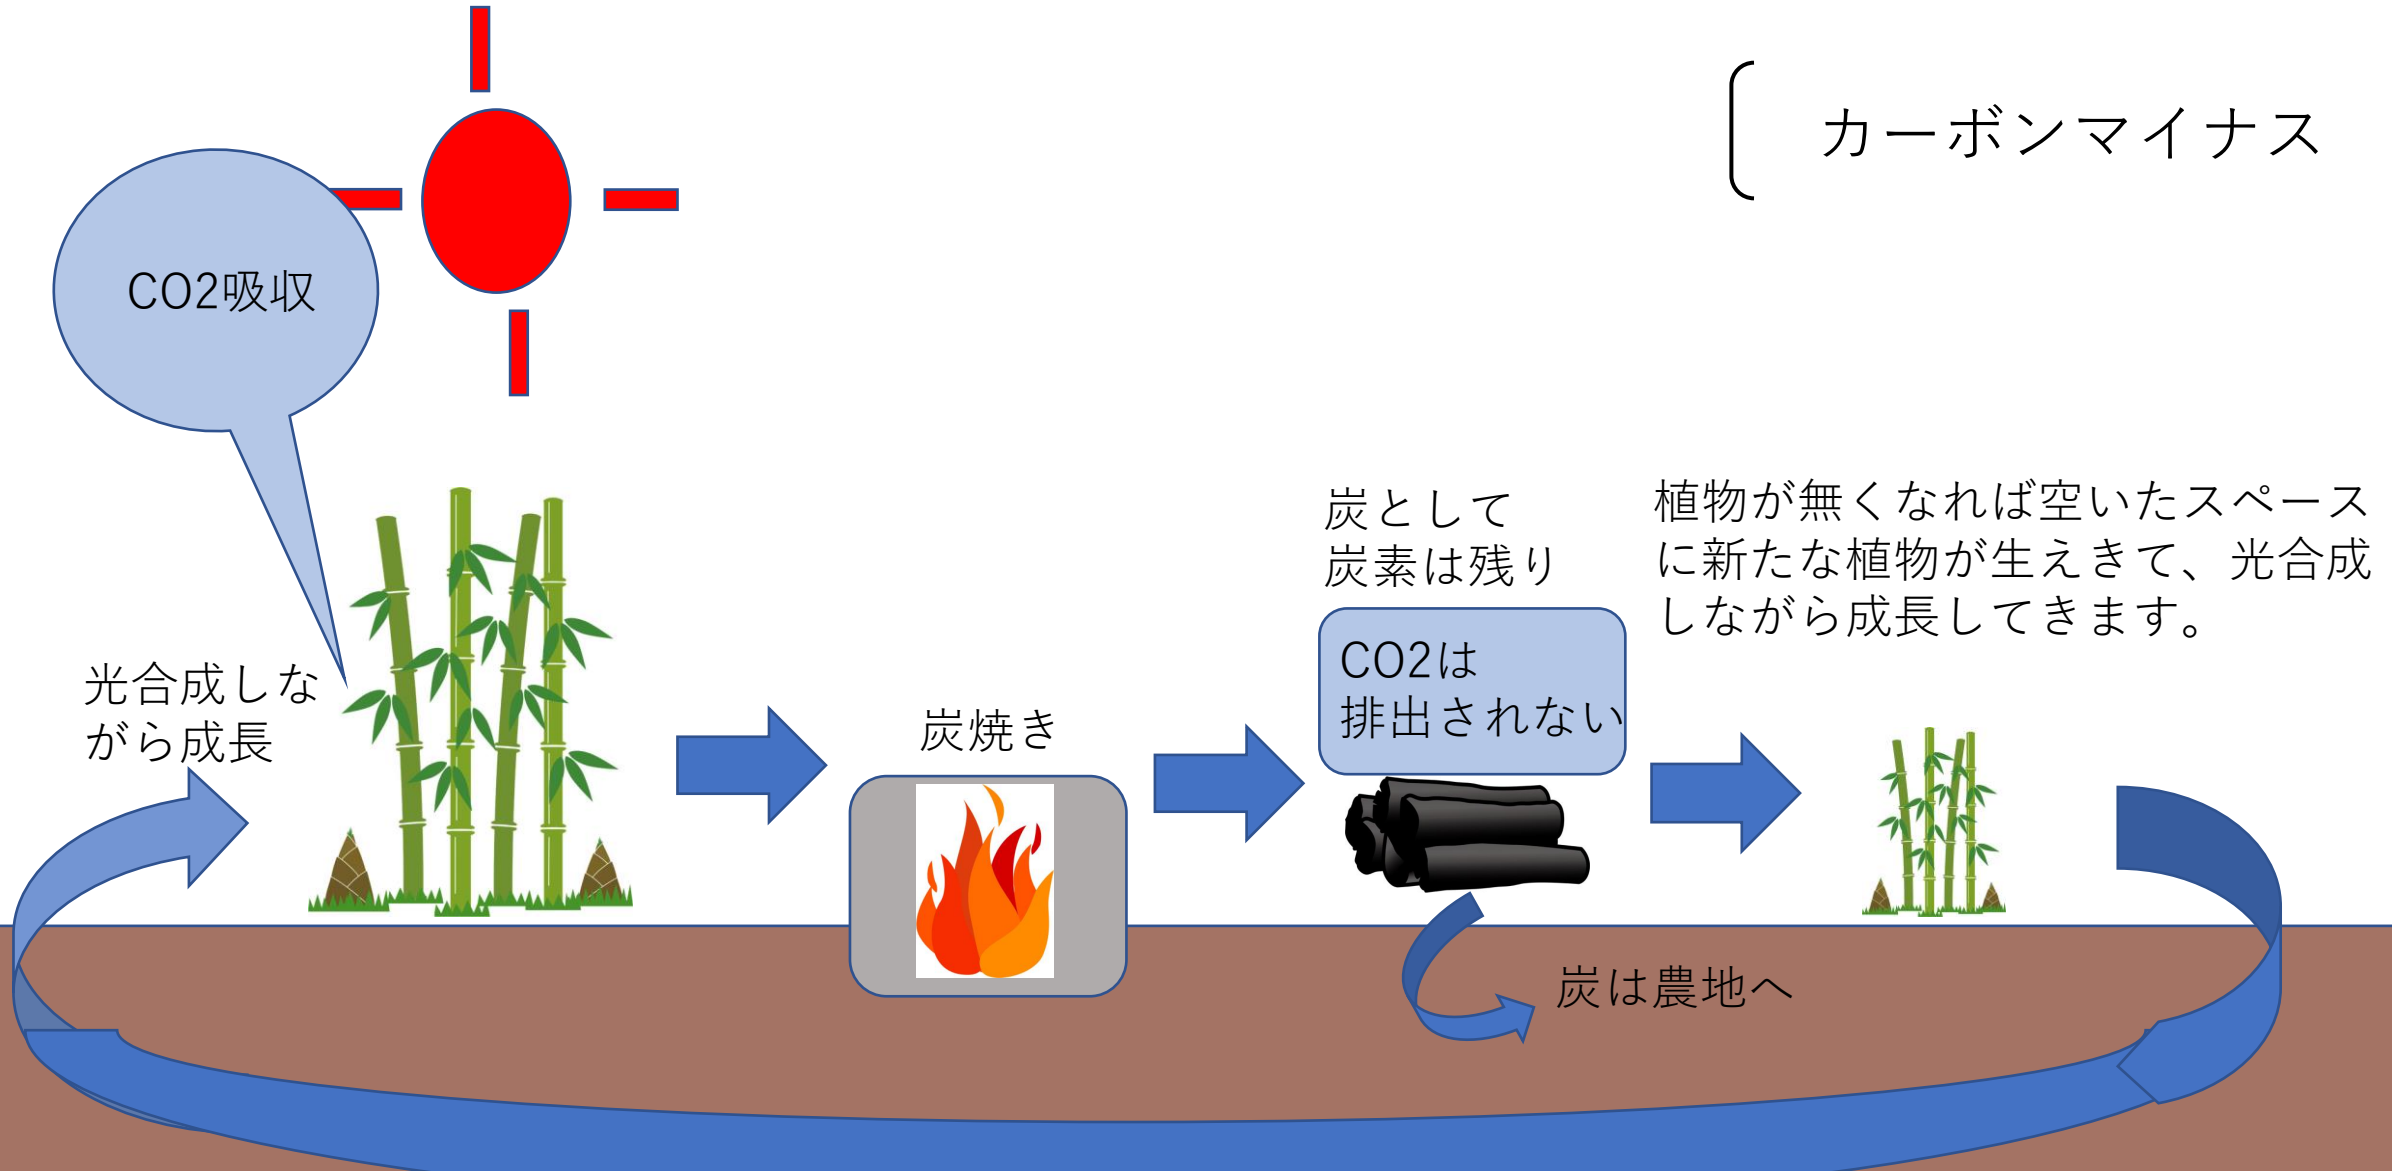 カーボンマイナス
CO2吸収
光合成しな
がら成長
炭焼き
炭として
炭素は残り
CO2は
排出されない
植物が無くなれば空いたスペース
に新たな植物が生えきて、光合成
しながら成長してきます。
炭は農地へ